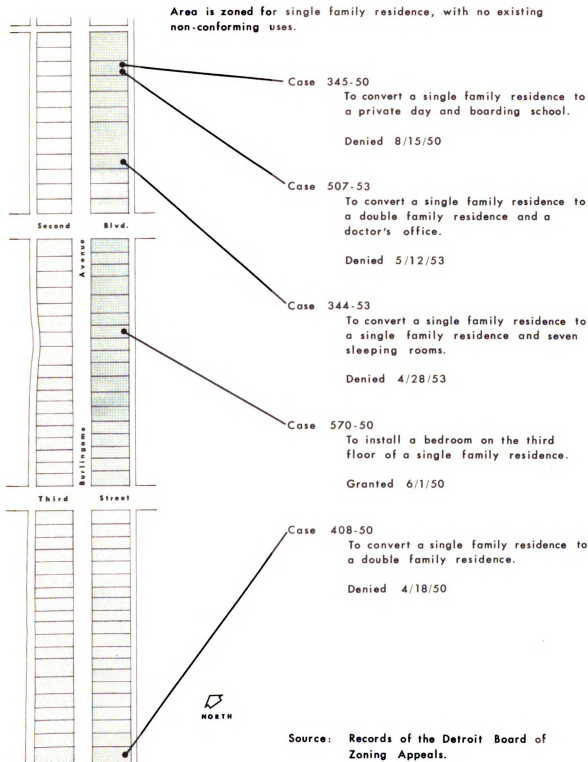 Area is zoned for single family residence, with no existing
non-conforming uses.
Case 345-50
To convert a single family residence to
a private day and boarding school.
Denied 8/15/50
Case 507-53
To convert a single family residence to
a double family residence and a
doctor's office.
Denied 5/12/53
Second Blvd.
Avenue
Case 344-53
To convert a single family residence to
a single family residence and seven
sleeping rooms.
Denied 4/28/53
Case 570-50
To install a bedroom on the third
floor of a single family residence.
Granted 6/1/50
Burlingame
Third Street
Case 408-50
To convert a single family residence to
a double family residence.
Denied 4/18/50
NORTH
Source: Records of the Detroit Board of
Zoning Appeals.